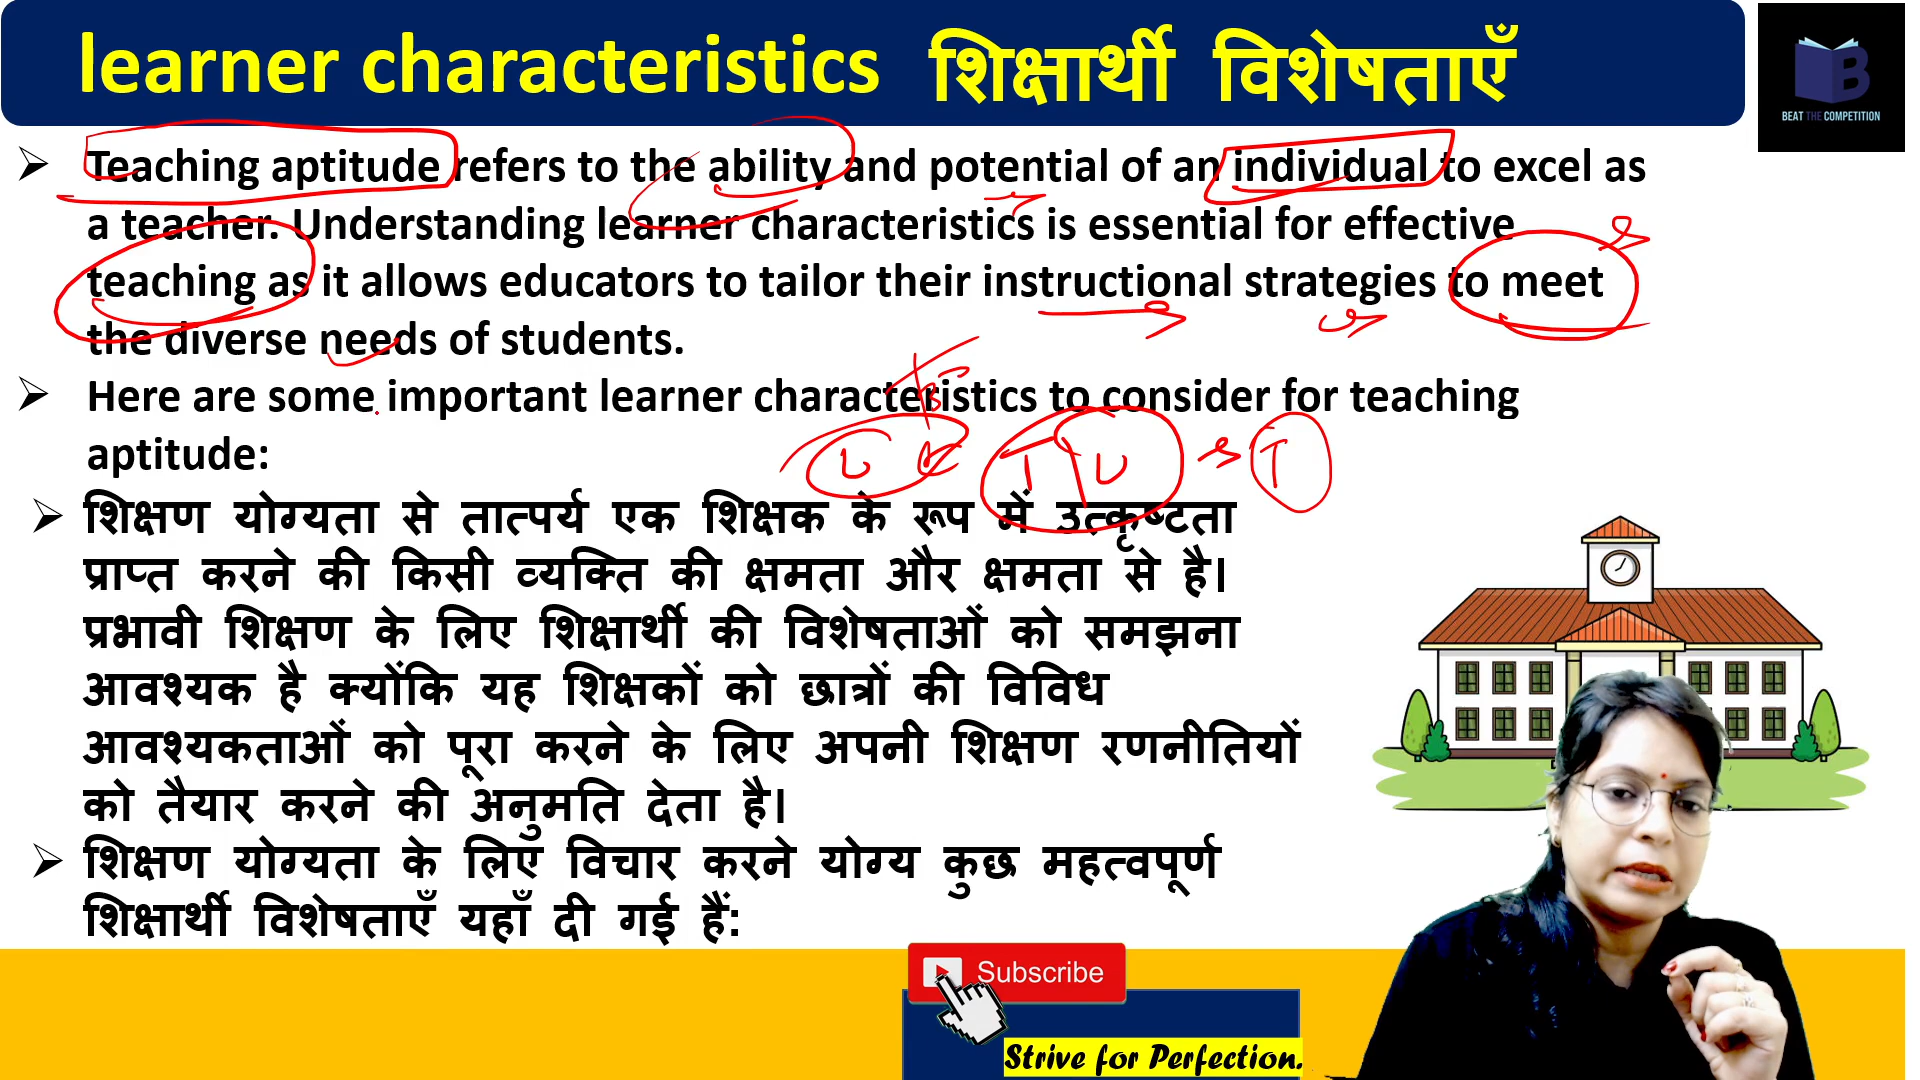 learner characteristics शिक्षार्थी विशेषताएँ
BEAT THE COMPETITION
Teaching aptitude refers to the ability and potential of an individual to excel as
a teacher. Understanding learner characteristics is essential for effective
teaching as it allows educators to tailor their instructional strategies to meet
the diverse needs of students.
Here are some important learner characteristics to consider for teaching
aptitude:
शिक्षण योग्यता से तात्पर्य एक शिक्षक के रूप में उत्कृष्टता
प्राप्त करने की किसी व्यक्ति की क्षमता और क्षमता से है।
प्रभावी शिक्षण के लिए शिक्षार्थी की विशेषताओं को समझना
आवश्यक है क्योंकि यह शिक्षकों को छात्रों की विविध
आवश्यकताओं को पूरा करने के लिए अपनी शिक्षण रणनीतियों
को तैयार करने की अनुमति देता है।
शिक्षण योग्यता के लिए विचार करने योग्य कुछ महत्वपूर्ण
शिक्षार्थी विशेषताएँ यहाँ दी गई हैं:
Subscribe
Strive for Perfection.